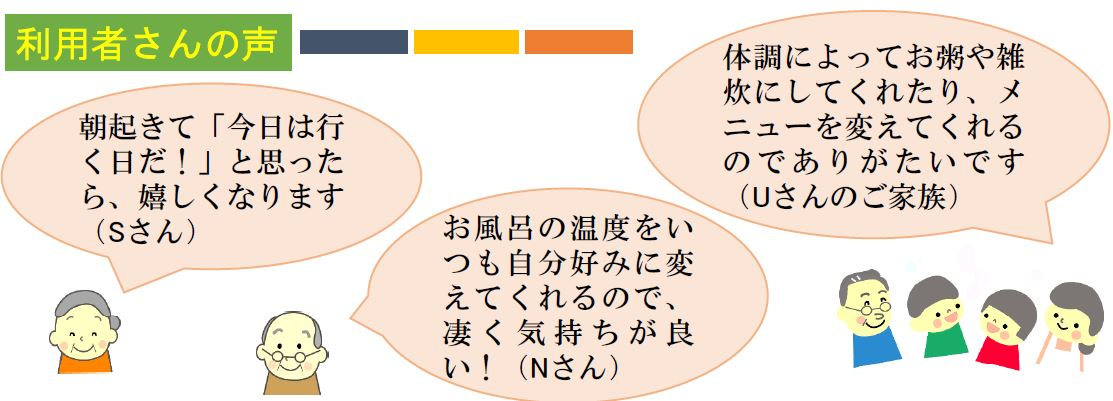 利用者さんの声
朝起きて「今日は行
く日だ！」と思った
ら、嬉しくなります
（Sさん）
お風呂の温度をい
つも自分好みに変
えてくれるので、
凄く気持ちが良
い！（Nさん）
体調によってお粥や雑
炊にしてくれたり、メ
ニューを変えてくれる
のでありがたいです
（Uさんのご家族）